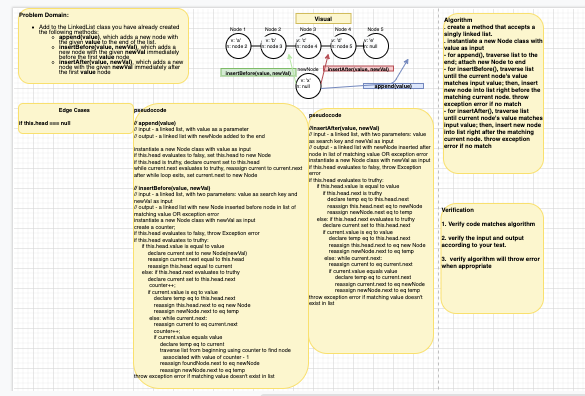 Problem Domain:
Add to the LinkedList class you have already created
the following methods:
append(value), which adds a new node with
the given value to the end of the list.
insertBefore(value, newVal), which adds a new
node with the given newVal immediately
before the first value node
insertAfter(value, newVal), which adds a new
node with the given newVal immediately after
the first value node
Visual
Node 1 Node 2 Node 3 Node 4 Node 5
n: node 2 n: node 3 n: node 4 n: node 5 n: null
newNode
n: null
insertBefore(value, newVal)
insertAfter(value, newVal)
append(value)
Edge Cases
if this.head === null
pseudocode
// append(value)
// input - a linked list, with value as a parameter
// output - a linked list with newNode added to the end
instantiate a new Node class with value as input
if this.head evaluates to falsy, set this.head to new Node
if this.head is truthy, declare current set to this.head
while current.next evaluates to truthy, reassign current to current.next
after while loop exits, set current.next to new Node
// insertBefore(value, newVal)
// input - a linked list, with two parameters: value as search key and
newVal as input
// output - a linked list with new Node inserted before node in list of
matching value OR exception error
instantiate a new Node class with newVal as input
create a counter;
if this.head evaluates to falsy, throw Exception Error
if this.head evaluates to truthy:
if this.head.value is equal to value
declare current set to new Node(newVal)
reassign current.next equal to this.head
reassign this.head equal to current
else: if this.head.next evaluates to truthy
declare current set to this.head.next
counter++;
if current.value is eq to value
declare temp eq to this.head.next
reassign this.head.next to eq new Node
reassign newNode.next eq to temp
else: while current.next:
reassign current to eq current.next
counter++;
if current.value equals value
declare temp eq to current
traverse list from beginning using counter to find node
associated with value of counter - 1
reassign foundNode.next to eq newNode
reassign newNode.next to eq temp
throw exception error if matching value doesn't exist in list
pseudocode
//insertAfter(value, newVal)
// input - a linked list, with two parameters: value
as search key and newVal as input
// output - a linked list with newNode inserted after
node in list of matching value OR exception error
instantiate a new Node class with newVal as input
if this.head evaluates to falsy, throw Exception
Error
if this.head evaluates to truthy:
if this.head.value is equal to value
if this.head.next is truthy
declare temp eq to this.head.next
reassign this.head.next eq to newNode
reassign newNode.next eq to temp
else: if this.head.next evaluates to truthy
declare current set to this.head.next
if current.value is eq to value
declare temp eq to this.head.next
reassign this.head.next to eq new Node
reassign newNode.next eq to temp
else: while current.next:
reassign current to eq current.next
if current.value equals value
declare temp eq to current.next
reassign current.next to eq newNode
reassign newNode.next to eq temp
throw exception error if matching value doesn't
exist in list
Algorithm
. create a method that accepts a
singly linked list.
. instantiate a new Node class with
value as input
- for append(), traverse list to the
end; attach new Node to end
- for insertBefore(), traverse list
until the current node's value
matches input value; then, insert
new node into list right before the
matching current node. throw
exception error if no match
- for insertAfter(), traverse list
until current node's value matches
input value; then, insert new node
into list right after the matching
current node. throw exception
error if no match
Verification
1. Verify code matches algorithm
2. verify the input and output
according to your test.
3. verify algorithm will throw error
when appropriate